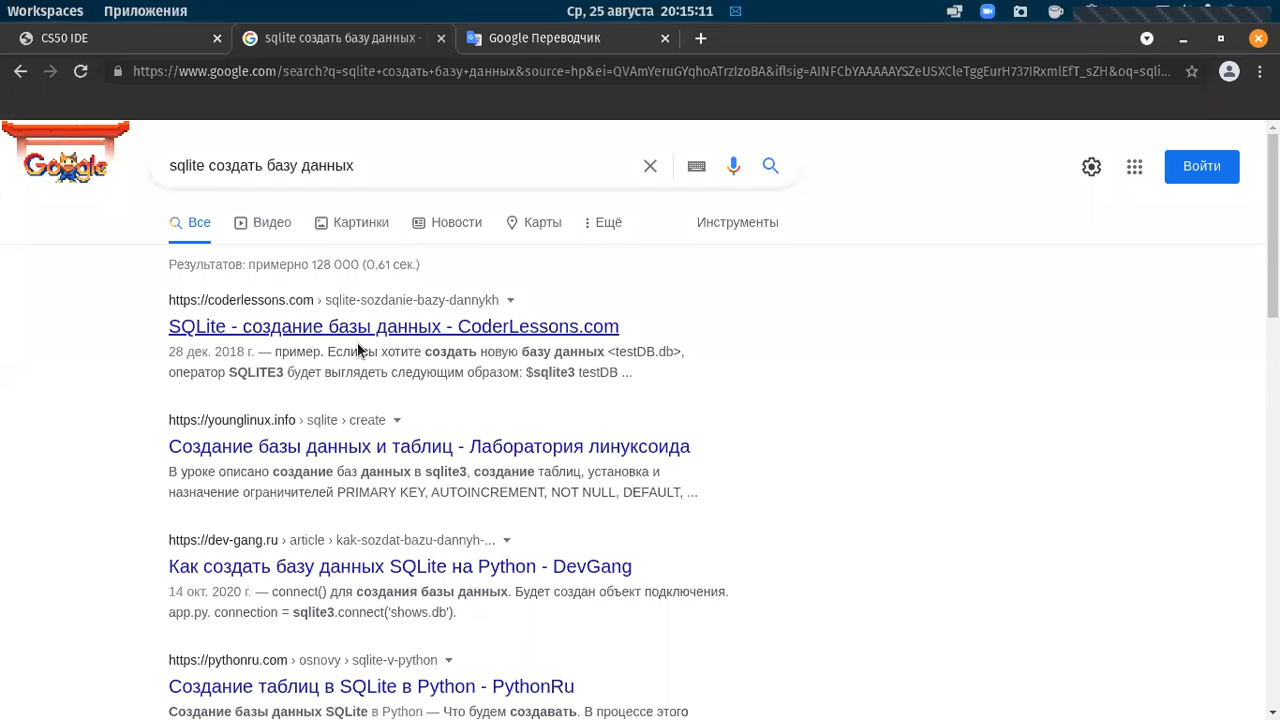 Workspaces Приложения Ср, 25 августа 20:15:11
CS50 IDE sqlite создать базу данных - Google Переводчик
https://www.google.com/search?q=sqlite+создать+базу+данных&source=hp&ei=QVAmYeruGYqhoATrzIzoBA&iflsig=AINFCbYAAAAAYSZeUSXCleTggEurH737IRxmlEfT_sZH&oq=sqli...
Google
sqlite создать базу данных
Войти
Все Видео Картинки Новости Карты Ещё Инструменты
Результатов: примерно 128 000 (0,61 сек.)
https://coderlessons.com › sqlite-sozdanie-bazy-dannykh
SQLite - создание базы данных - CoderLessons.com
28 дек. 2018 г. — пример. Если вы хотите создать новую базу данных <testDB.db>,
оператор SQLITE3 будет выглядеть следующим образом: $sqlite3 testDB ...
https://younglinux.info › sqlite › create
Создание базы данных и таблиц - Лаборатория линуксоида
В уроке описано создание баз данных в sqlite3, создание таблиц, установка и
назначение ограничителей PRIMARY KEY, AUTOINCREMENT, NOT NULL, DEFAULT, ...
https://dev-gang.ru › article › kak-sozdat-bazu-dannyh-...
Как создать базу данных SQLite на Python - DevGang
14 окт. 2020 г. — connect() для создания базы данных. Будет создан объект подключения.
app.py. connection = sqlite3.connect('shows.db').
https://pythonru.com › osnovy › sqlite-v-python
Создание таблиц в SQLite в Python - PythonRu
Создание базы данных SQLite в Python — Что будем создавать. В процессе этого